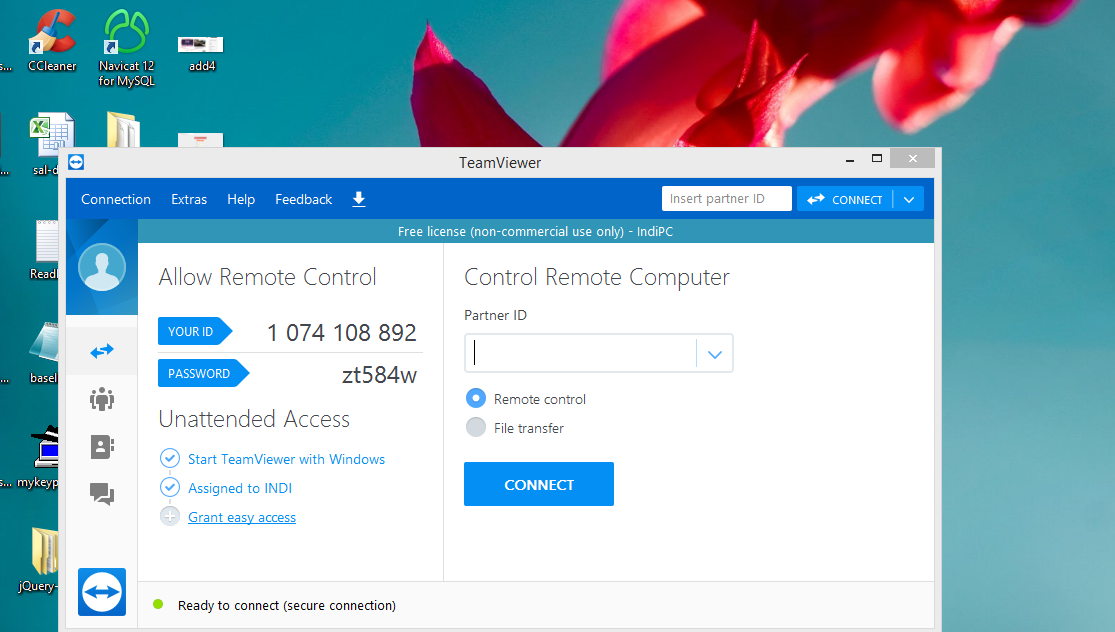 CCleaner
Navicat 12
for MySQL
add4
TeamViewer
Connection Extras Help Feedback Insert partner ID CONNECT
Free license (non-commercial use only) - IndiPC
Allow Remote Control
YOUR ID 1 074 108 892
PASSWORD zt584w
Unattended Access
Start TeamViewer with Windows
Assigned to INDI
Grant easy access
Control Remote Computer
Partner ID
Remote control
File transfer
CONNECT
Ready to connect (secure connection)
sal-d
Readl
basel
mykeyp
jQuery-